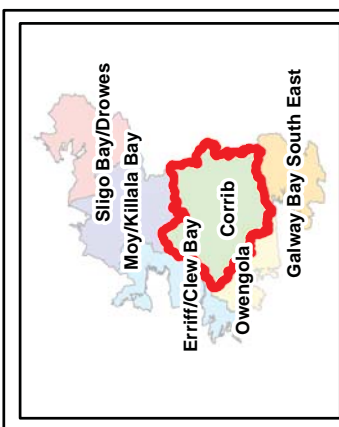 Sligo Bay/Drowes
Moy/Killala Bay
Erriff/Clew Bay
Corrib
Owengola
Galway Bay South East